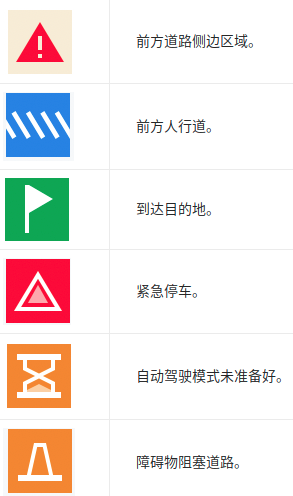 前方道路侧边区域。
前方人行道。
到达目的地。
紧急停车。
自动驾驶模式未准备好。
障碍物阻塞道路。